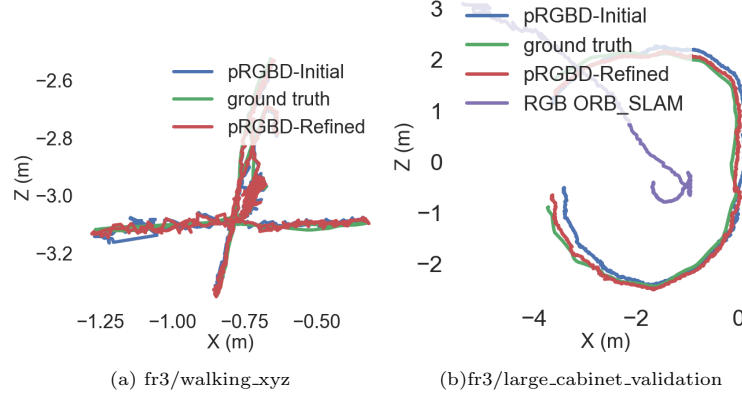 pRGBD-Initial
ground truth
pRGBD-Refined
−2.6
−2.8
−3.0
−3.2
Z (m)
−1.25 −1.00 −0.75 −0.50
X (m)
(a) fr3/walking_xyz
pRGBD-Initial
ground truth
pRGBD-Refined
RGB ORB_SLAM
3
2
1
0
−1
−2
Z (m)
−4 −2 0
X (m)
(b)fr3/large_cabinet_validation